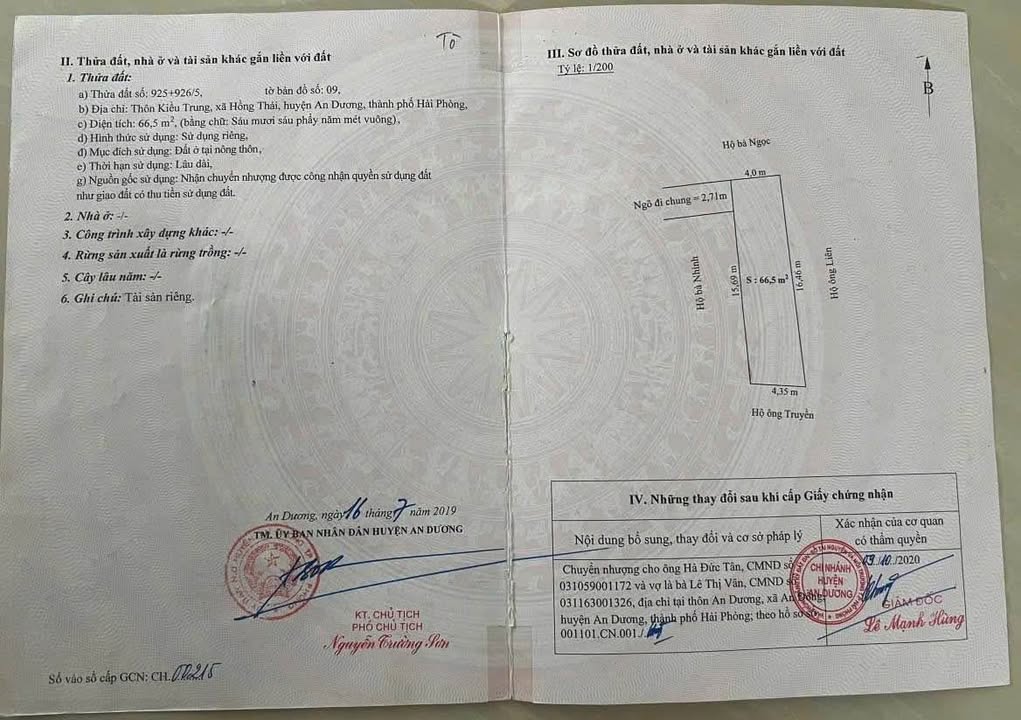 Tờ
II. Thửa đất, nhà ở và tài sản khác gắn liền với đất
1. Thửa đất:
a) Thửa đất số: 925+926/5, tờ bản đồ số: 09,
b) Địa chỉ: Thôn Kiều Trung, xã Hồng Thái, huyện An Dương, thành phố Hải Phòng,
c) Diện tích: 66,5 m², (bằng chữ: Sáu mươi sáu phẩy năm mét vuông),
d) Hình thức sử dụng: Sử dụng riêng,
đ) Mục đích sử dụng: Đất ở tại nông thôn,
e) Thời hạn sử dụng: Lâu dài,
g) Nguồn gốc sử dụng: Nhận chuyển nhượng được công nhận quyền sử dụng đất
như giao đất có thu tiền sử dụng đất.
2. Nhà ở: -/-
3. Công trình xây dựng khác: -/-
4. Rừng sản xuất là rừng trồng: -/-
5. Cây lâu năm: -/-
6. Ghi chú: Tài sản riêng.
An Dương, ngày 16 tháng 7 năm 2019
TM. ỦY BAN NHÂN DÂN HUYỆN AN DƯƠNG
KT. CHỦ TỊCH
PHÓ CHỦ TỊCH
Nguyễn Trường Sơn
Số vào sổ cấp GCN: CH.00215
III. Sơ đồ thửa đất, nhà ở và tài sản khác gắn liền với đất
Tỷ lệ: 1/200
B
Hộ bà Ngọc
4,0 m
Ngõ đi chung = 2,71m
Hộ bà Nhinh
15,69 m
S : 66,5 m²
16,46 m
Hộ ông Liên
4,35 m
Hộ ông Truyền
IV. Những thay đổi sau khi cấp Giấy chứng nhận
Nội dung bổ sung, thay đổi và cơ sở pháp lý
Xác nhận của cơ quan
có thẩm quyền
Chuyển nhượng cho ông Hà Đức Tân, CMND số
031059001172 và vợ là bà Lê Thị Vân, CMND số
031163001326, địa chỉ tại thôn An Dương, xã An Đồng,
huyện An Dương, thành phố Hải Phòng; theo hồ sơ số
001101.CN.001./.
09/10/2020
CHI NHÁNH
HUYỆN
AN DƯƠNG
GIÁM ĐỐC
Lê Mạnh Hùng